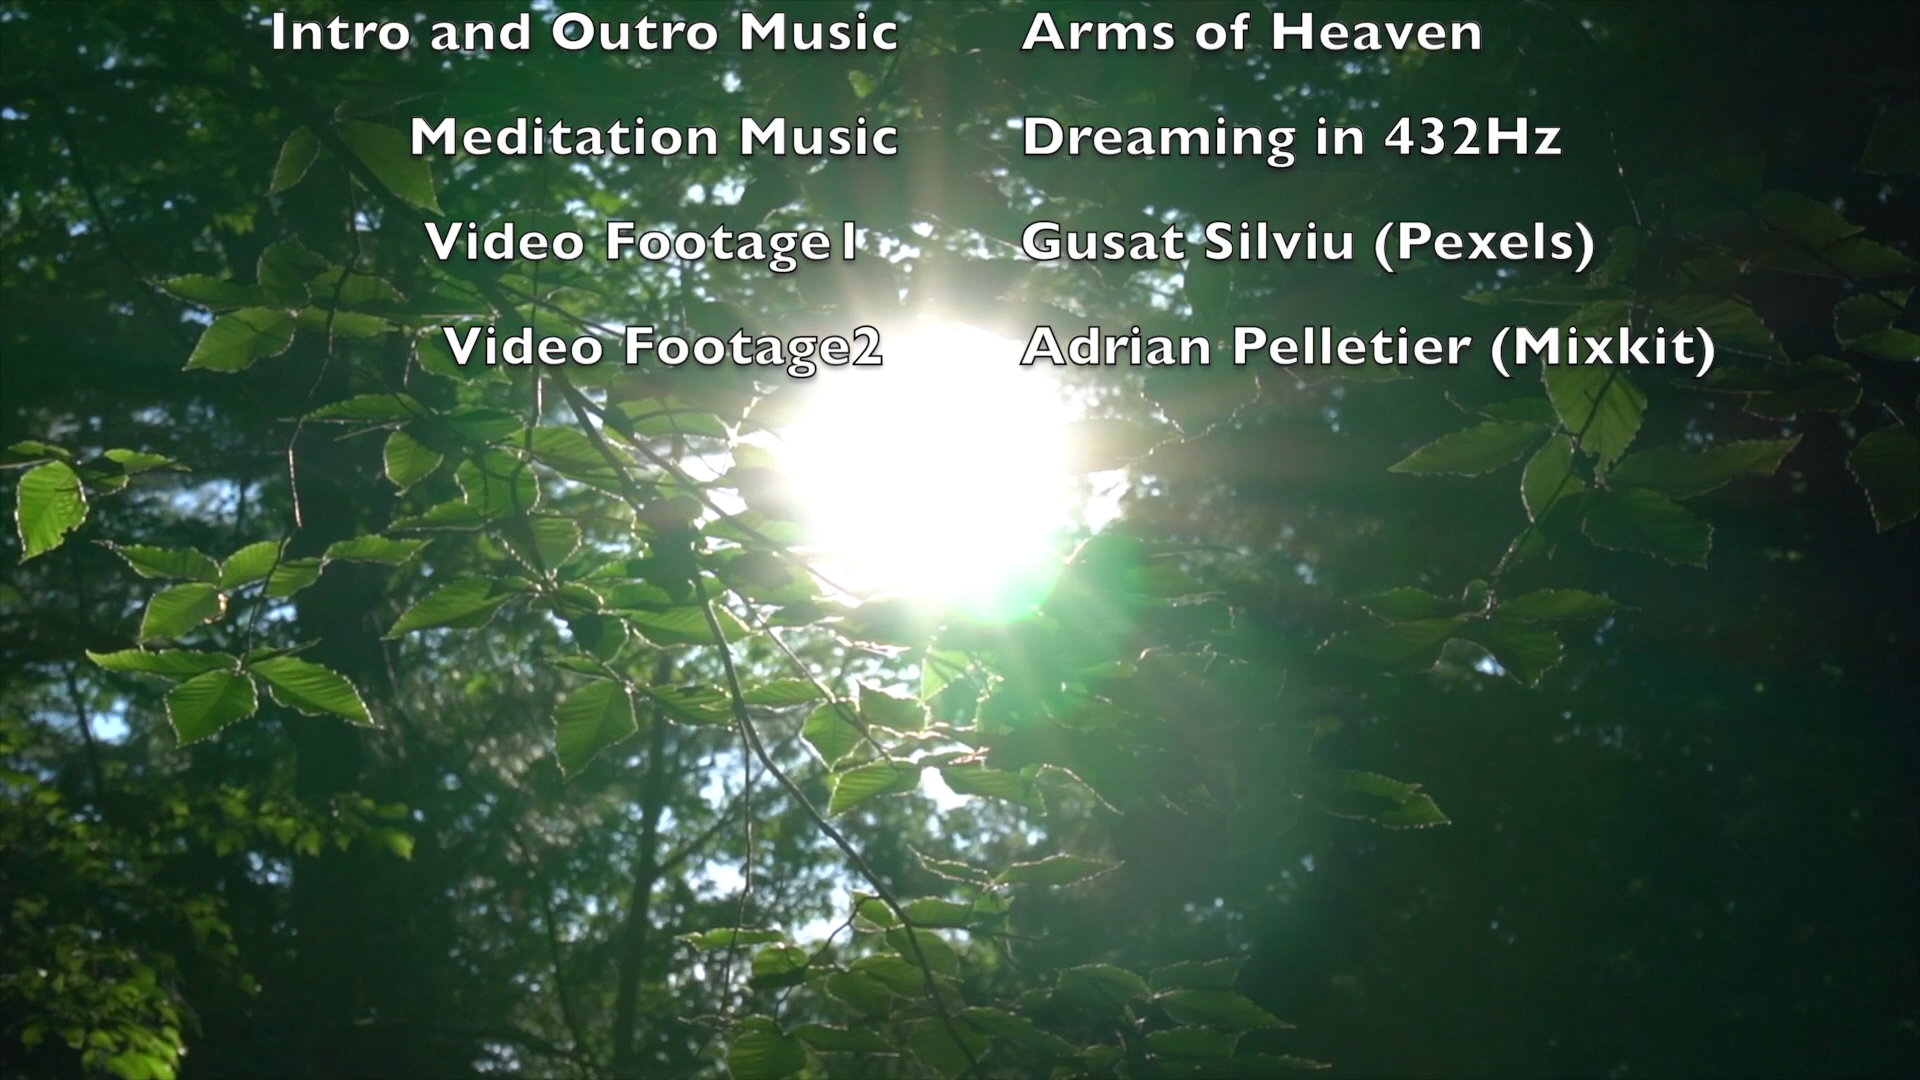 Intro and Outro Music Arms of Heaven
Meditation Music Dreaming in 432Hz
Video Footage1 Gusat Silviu (Pexels)
Video Footage2 Adrian Pelletier (Mixkit)